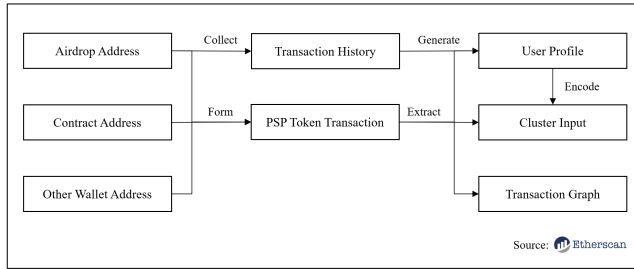 Airdrop Address
Collect
Transaction History
Generate
User Profile
Encode
Contract Address
Form
PSP Token Transaction
Extract
Cluster Input
Other Wallet Address
Transaction Graph
Source: Etherscan